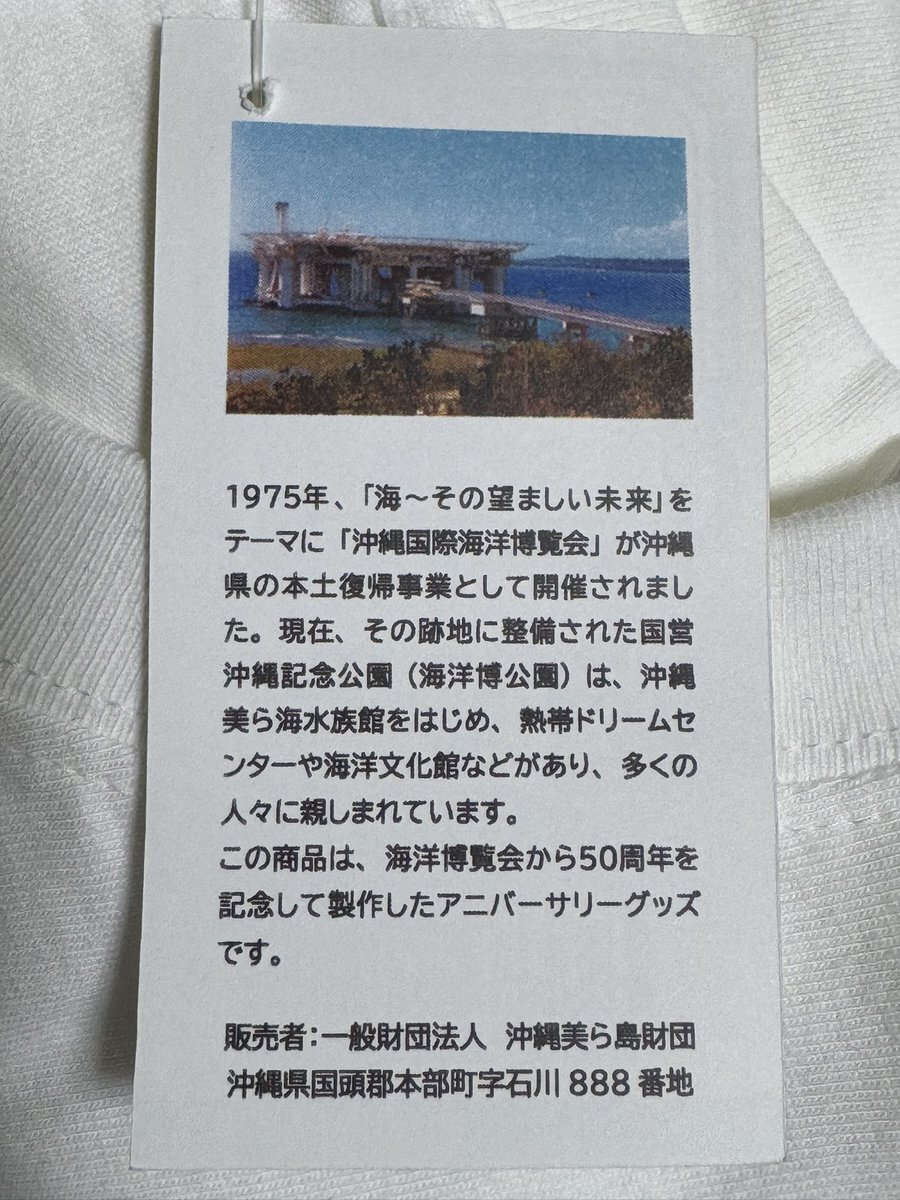 1975年、「海～その望ましい未来」を
テーマに「沖縄国際海洋博覧会」が沖縄
県の本土復帰事業として開催されまし
た。現在、その跡地に整備された国営
沖縄記念公園（海洋博公園）は、沖縄
美ら海水族館をはじめ、熱帯ドリームセ
ンターや海洋文化館などがあり、多くの
人々に親しまれています。
この商品は、海洋博覧会から50周年を
記念して製作したアニバーサリーグッズ
です。
販売者：一般財団法人 沖縄美ら島財団
沖縄県国頭郡本部町字石川 888 番地